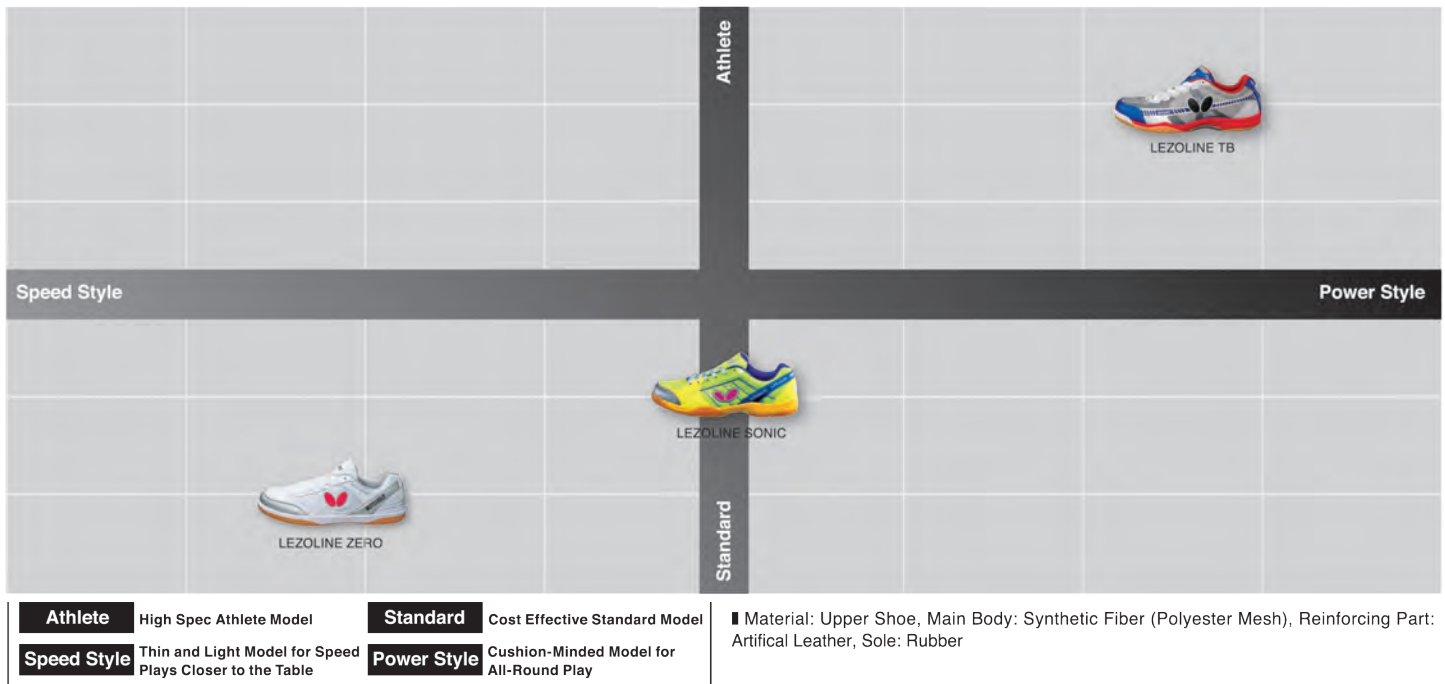 Athlete
LEZOLINE TB
Speed Style
Power Style
LEZOLINE SONIC
LEZOLINE ZERO
Standard
Athlete High Spec Athlete Model
Standard Cost Effective Standard Model
Speed Style Thin and Light Model for Speed
Plays Closer to the Table
Power Style Cushion-Minded Model for
All-Round Play
Material: Upper Shoe, Main Body: Synthetic Fiber (Polyester Mesh), Reinforcing Part:
Artifical Leather, Sole: Rubber